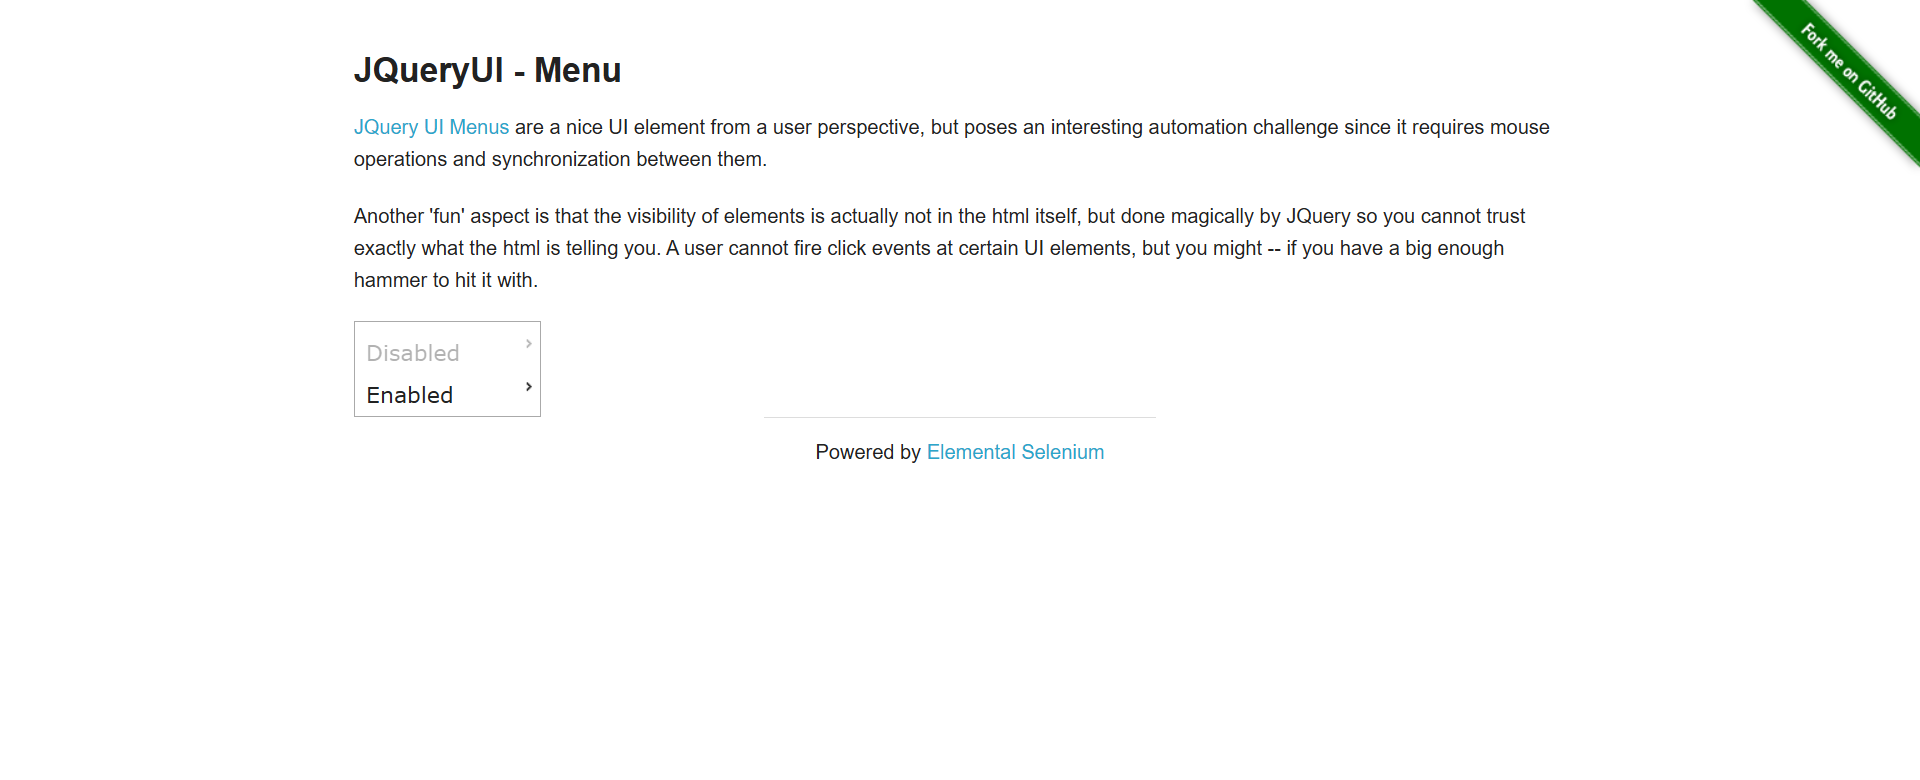 Fork me on GitHub
JQueryUI - Menu
JQuery UI Menus are a nice UI element from a user perspective, but poses an interesting automation challenge since it requires mouse
operations and synchronization between them.
Another 'fun' aspect is that the visibility of elements is actually not in the html itself, but done magically by JQuery so you cannot trust
exactly what the html is telling you. A user cannot fire click events at certain UI elements, but you might -- if you have a big enough
hammer to hit it with.
Disabled
Enabled
Powered by Elemental Selenium